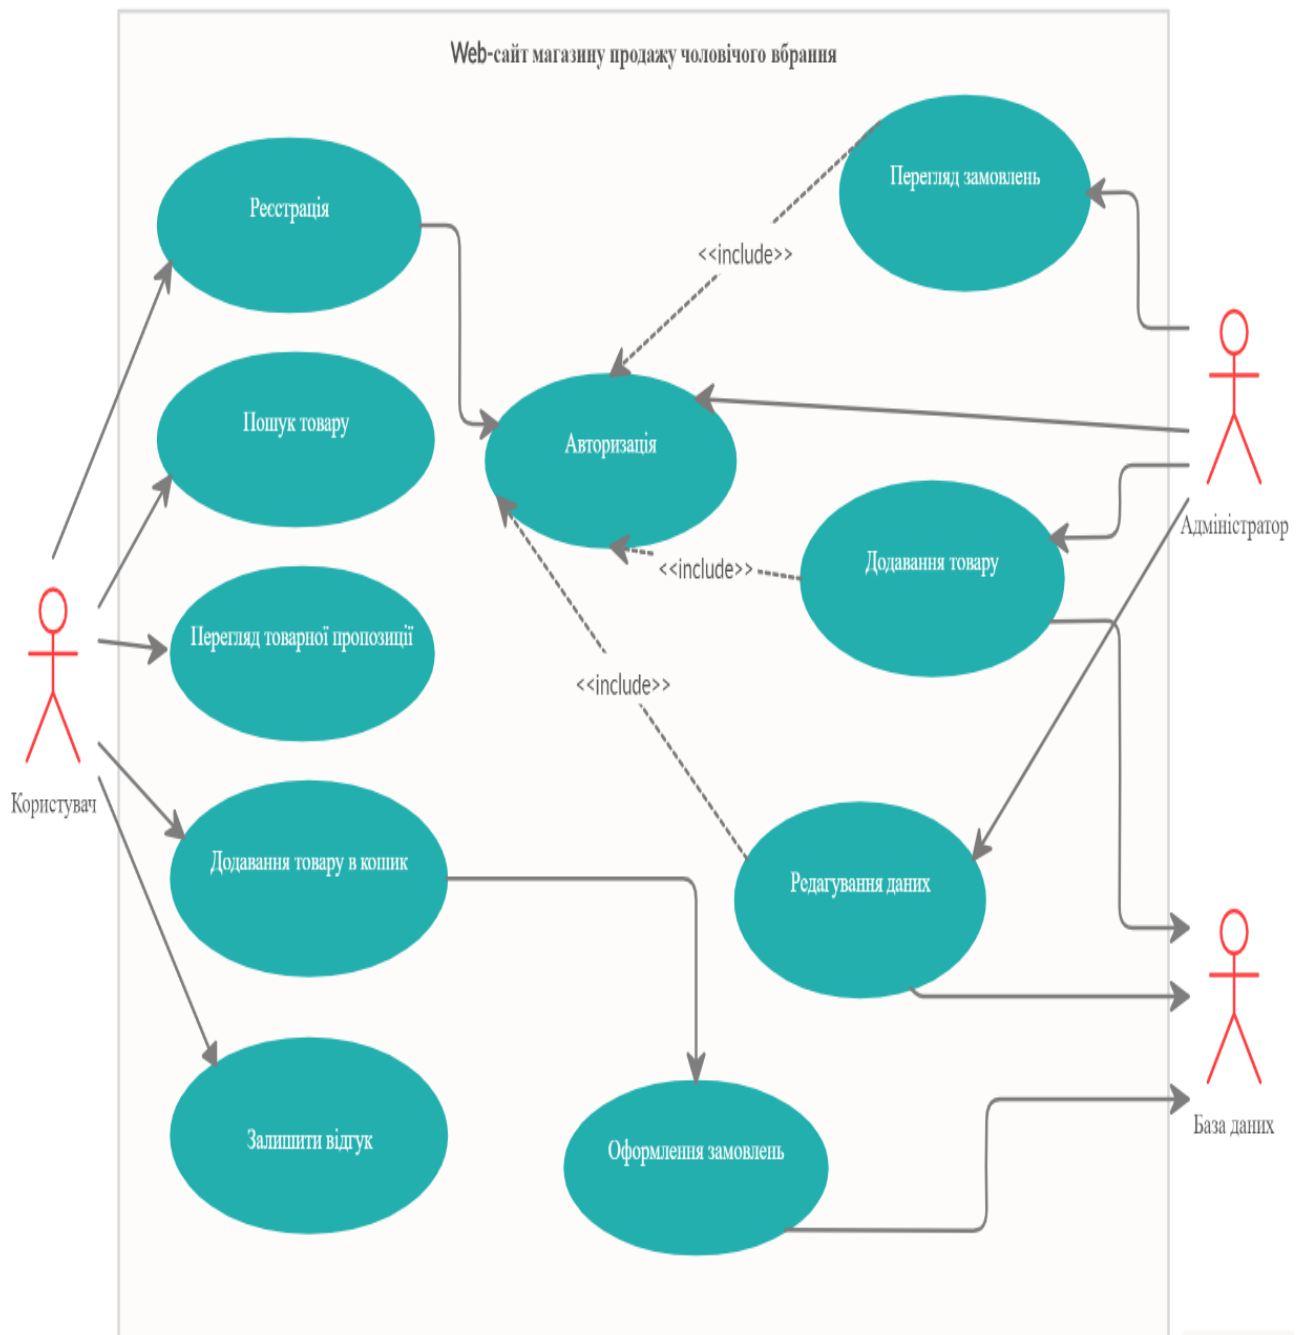 Web-сайт магазину продажу чоловічого вбрання
Перегляд замовлень
Реєстрація
<<include>>
Пошук товару
Авторизація
Адміністратор
Додавання товару
<<include>>
Перегляд товарної пропозиції
<<include>>
Користувач
Додавання товару в кошик
Редагування даних
База даних
Залишити відгук
Оформлення замовлень